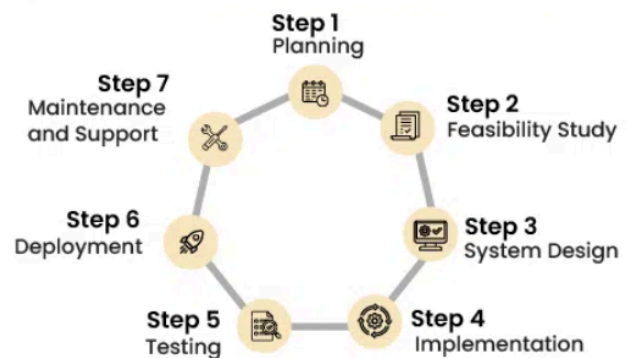 Step 1
Planning
Step 2
Feasibility Study
Step 3
System Design
Step 4
Implementation
Step 5
Testing
Step 6
Deployment
Step 7
Maintenance
and Support